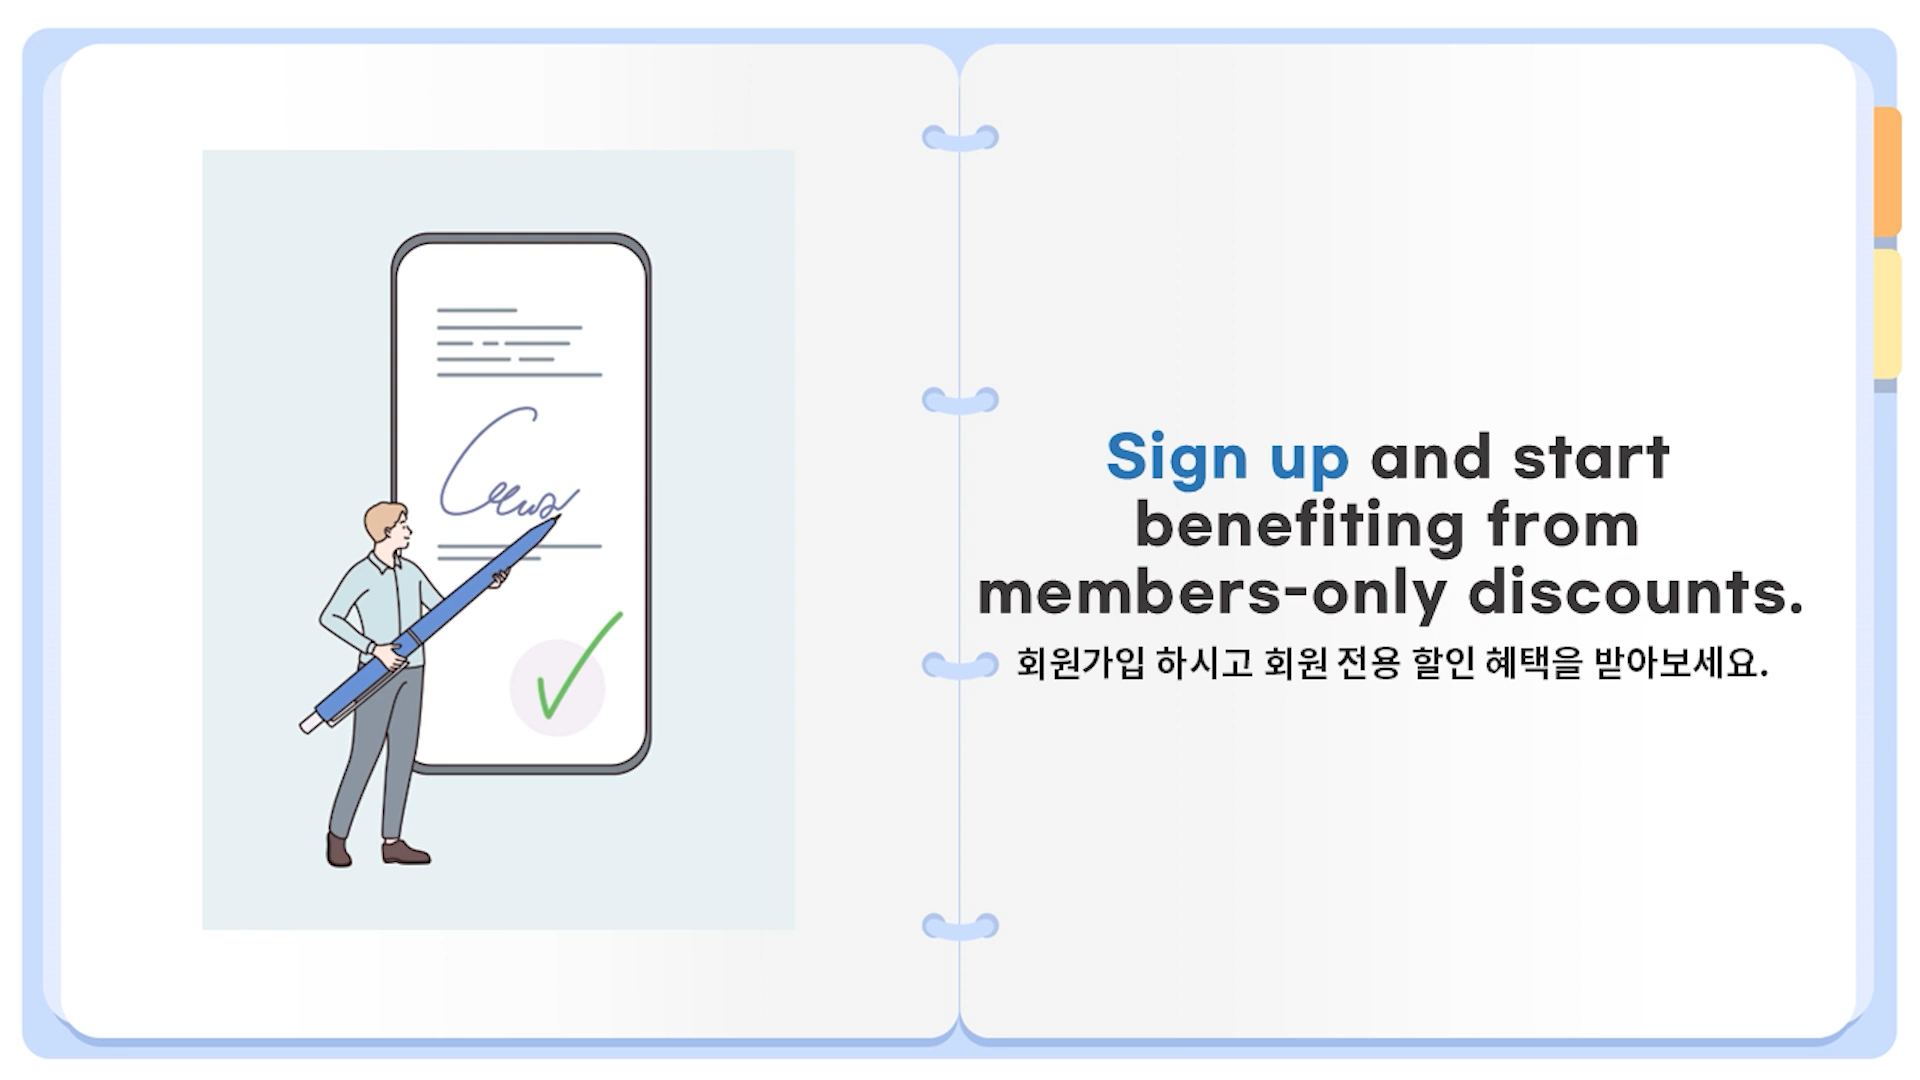 Sign up and start
benefiting from
members-only discounts.
회원가입 하시고 회원 전용 할인 혜택을 받아보세요.